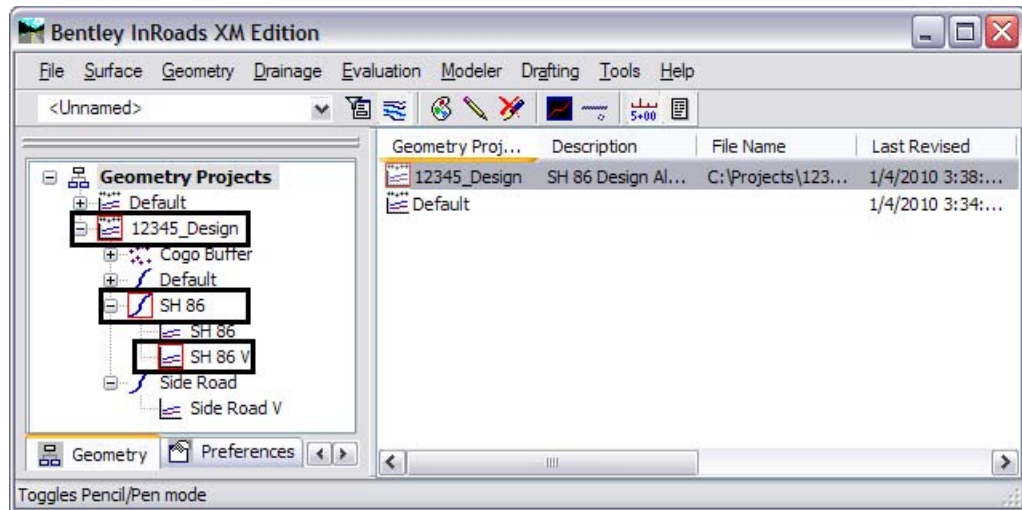 Bentley InRoads XM Edition
File Surface Geometry Drainage Evaluation Modeler Drafting Tools Help
<Unnamed>
5+00
Geometry Proj... Description File Name Last Revised
12345_Design SH 86 Design Al... C:\Projects\123... 1/4/2010 3:38:...
Default 1/4/2010 3:34:...
Geometry Projects
Default
12345_Design
Cogo Buffer
Default
SH 86
SH 86
SH 86 V
Side Road
Side Road V
Geometry Preferences
Toggles Pencil/Pen mode